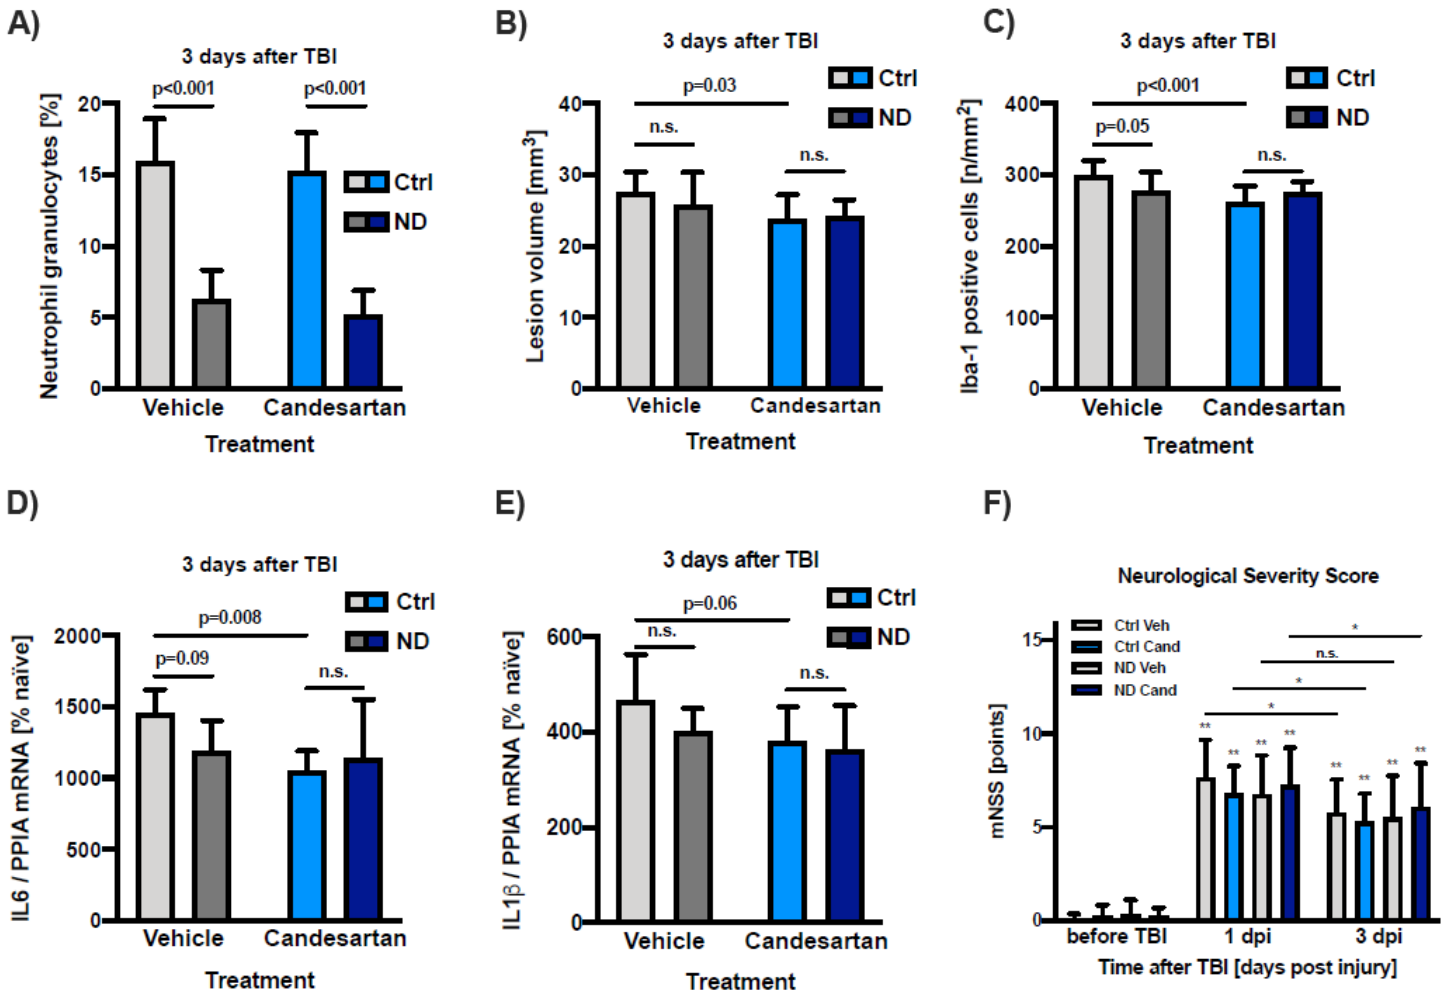 A)
3 days after TBI
p<0.001
p<0.001
Neutrophil granulocytes [%]
20
15
10
5
0
Ctrl
ND
Vehicle
Candesartan
Treatment
B)
3 days after TBI
Ctrl
ND
p=0.03
n.s.
n.s.
Lesion volume [mm³]
40
30
20
10
0
Vehicle
Candesartan
Treatment
C)
3 days after TBI
Ctrl
ND
p<0.001
p=0.05
n.s.
Iba-1 positive cells [n/mm²]
400
300
200
100
0
Vehicle
Candesartan
Treatment
D)
3 days after TBI
Ctrl
ND
p=0.008
p=0.09
n.s.
IL6 / PPIA mRNA [% naïve]
2000
1500
1000
500
0
Vehicle
Candesartan
Treatment
E)
3 days after TBI
Ctrl
ND
p=0.06
n.s.
n.s.
IL1β / PPIA mRNA [% naïve]
600
400
200
0
Vehicle
Candesartan
Treatment
F)
Neurological Severity Score
Ctrl Veh
Ctrl Cand
ND Veh
ND Cand
*
n.s.
*
*
** ** ** **
** ** ** **
mNSS [points]
15
10
5
0
before TBI
1 dpi
3 dpi
Time after TBI [days post injury]